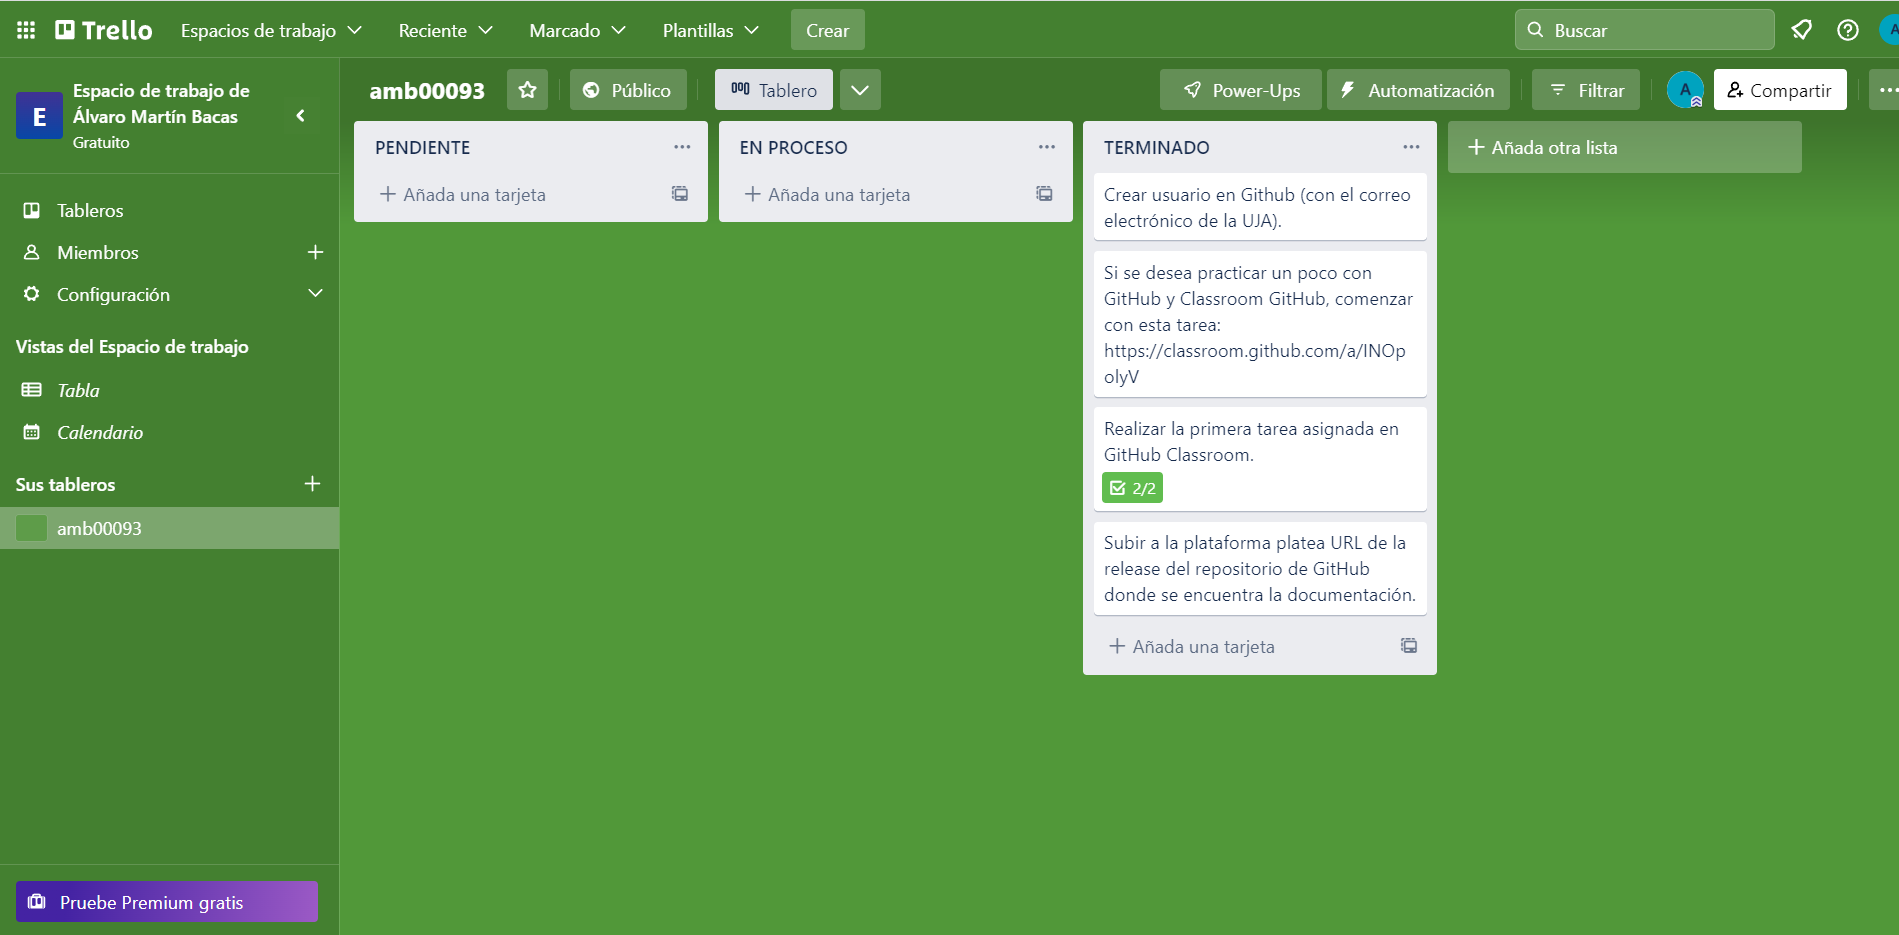 Trello Espacios de trabajo Reciente Marcado Plantillas Crear Buscar A
E
Espacio de trabajo de
Álvaro Martín Bacas
Gratuito
amb00093 Público Tablero Power-Ups Automatización Filtrar A Compartir
Tableros
Miembros
Configuración
Vistas del Espacio de trabajo
Tabla
Calendario
Sus tableros
amb00093
Pruebe Premium gratis
PENDIENTE
Añada una tarjeta
EN PROCESO
Añada una tarjeta
TERMINADO
Crear usuario en Github (con el correo
electrónico de la UJA).
Si se desea practicar un poco con
GitHub y Classroom GitHub, comenzar
con esta tarea:
https://classroom.github.com/a/INOp
olyV
Realizar la primera tarea asignada en
GitHub Classroom.
2/2
Subir a la plataforma platea URL de la
release del repositorio de GitHub
donde se encuentra la documentación.
Añada una tarjeta
Añada otra lista